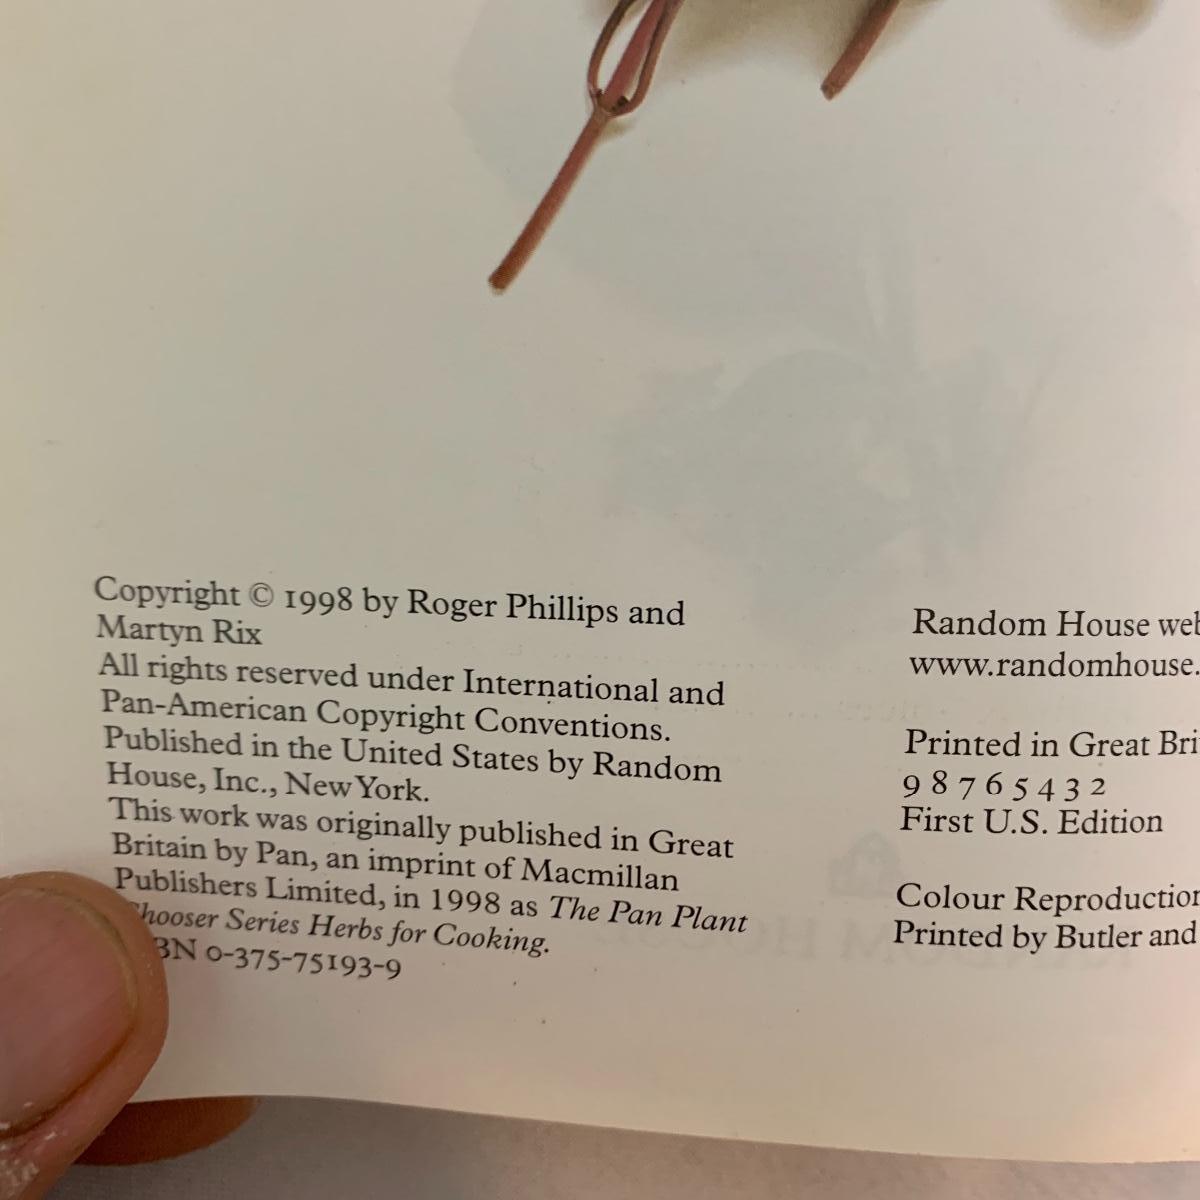 Copyright © 1998 by Roger Phillips and
Martyn Rix
All rights reserved under International and
Pan-American Copyright Conventions.
Published in the United States by Random
House, Inc., New York.
This work was originally published in Great
Britain by Pan, an imprint of Macmillan
Publishers Limited, in 1998 as The Pan Plant
hooser Series Herbs for Cooking.
BN 0-375-75193-9
Random House web
www.randomhouse.
Printed in Great Bri
9 8 7 6 5 4 3 2
First U.S. Edition
Colour Reproduction
Printed by Butler and